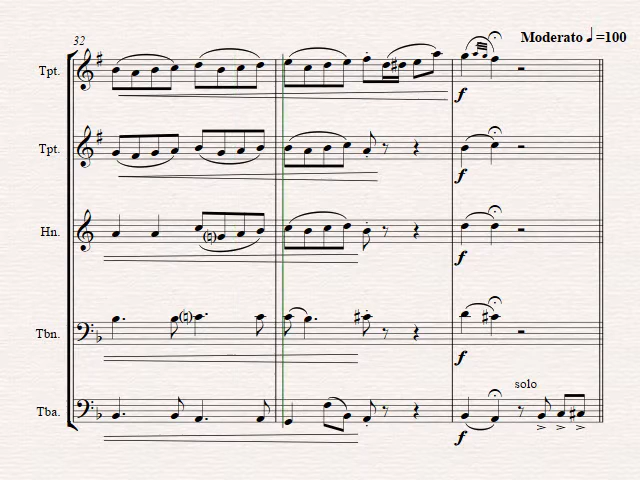 32
Moderato ♩=100
Tpt.
f
Tpt.
f
Hn.
f
Tbn.
f
solo
Tba.
f